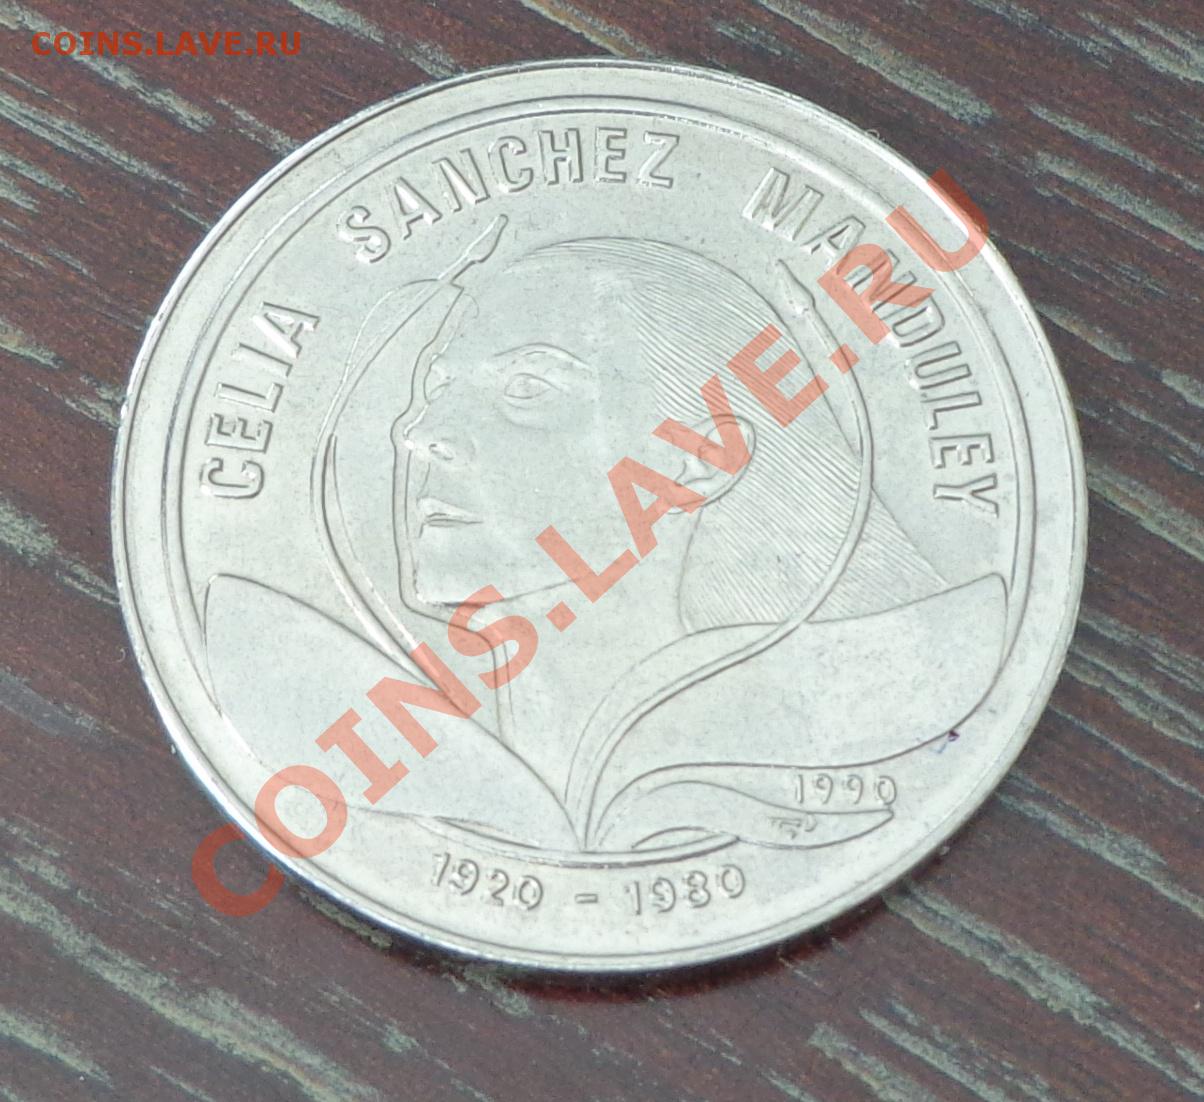 COINS.LAVE.RU
CELIA SANCHEZ MANDULEY
COINS.LAVE.RU
1990
1920 - 1980